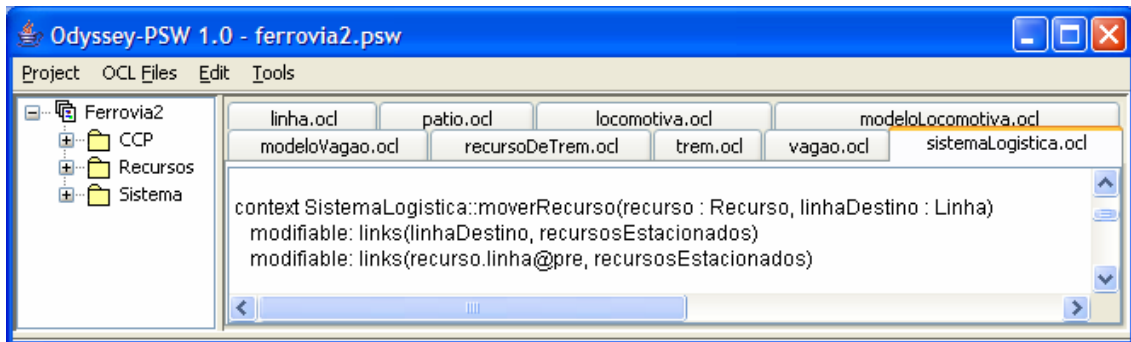 Odyssey-PSW 1.0 - ferrovia2.psw
Project OCL Files Edit Tools
Ferrovia2
CCP
Recursos
Sistema
linha.ocl patio.ocl locomotiva.ocl modeloLocomotiva.ocl
modeloVagao.ocl recursoDeTrem.ocl trem.ocl vagao.ocl sistemaLogistica.ocl
context SistemaLogistica::moverRecurso(recurso : Recurso, linhaDestino : Linha)
modifiable: links(linhaDestino, recursosEstacionados)
modifiable: links(recurso.linha@pre, recursosEstacionados)